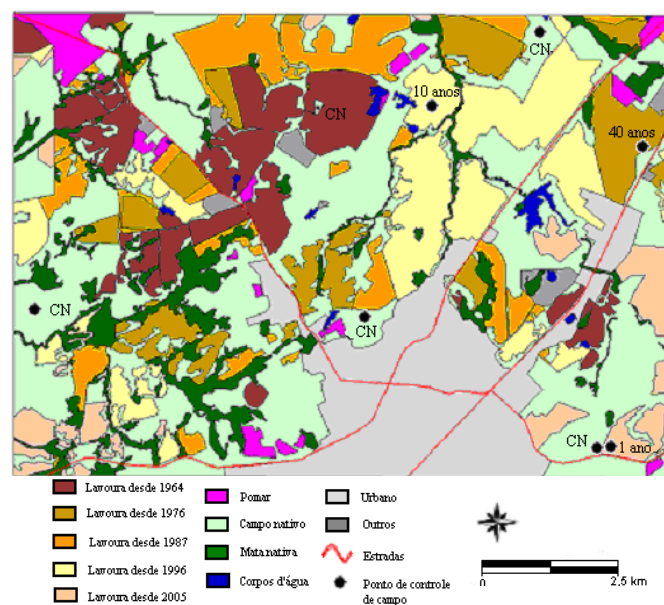 CN
CN
10 anos
40 anos
CN
CN
CN
1 ano
Lavoura desde 1964
Lavoura desde 1976
Lavoura desde 1987
Lavoura desde 1996
Lavoura desde 2005
Pomar
Campo nativo
Mata nativa
Corpos d'água
Urbano
Outros
Estradas
Ponto de controle
de campo
0 2.5 km